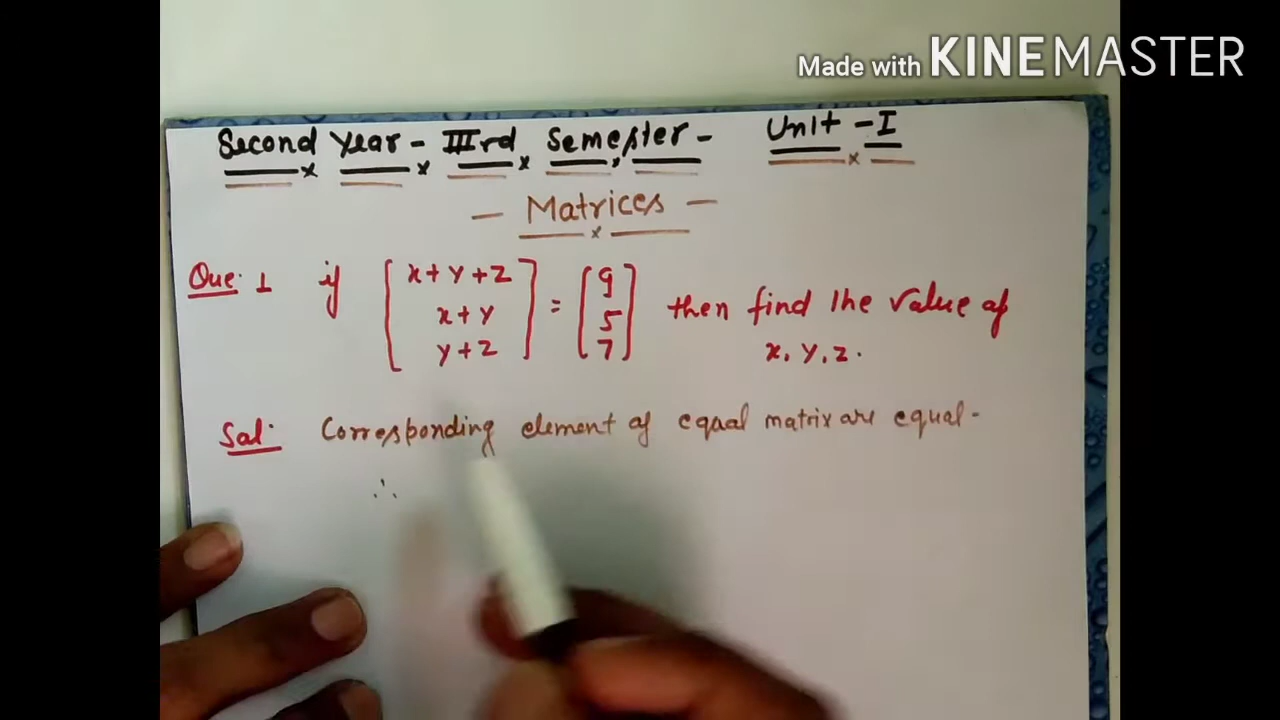 Made with KINEMASTER
Second Year - IIIrd Semester - Unit - I
- Matrices -
Que. 1 if [ x+y+z ] = [ 9 ] then find the value of
x+y 5 x, y, z.
y+z 7
Sol. Corresponding element of equal matrix are equal -
∴